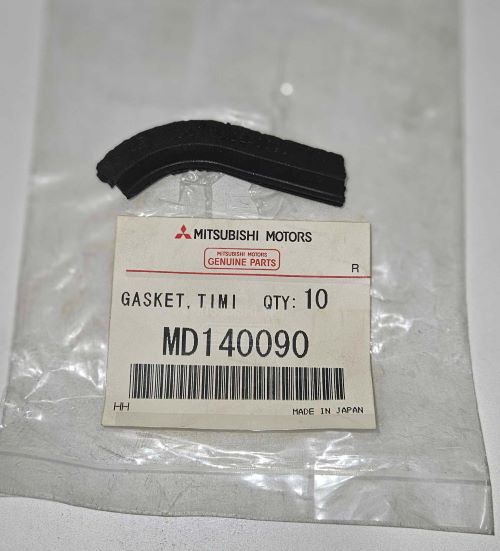 MITSUBISHI MOTORS
MITSUBISHI MOTORS
GENUINE PARTS
R
GASKET, TIMI QTY: 10
MD140090
HH MADE IN JAPAN